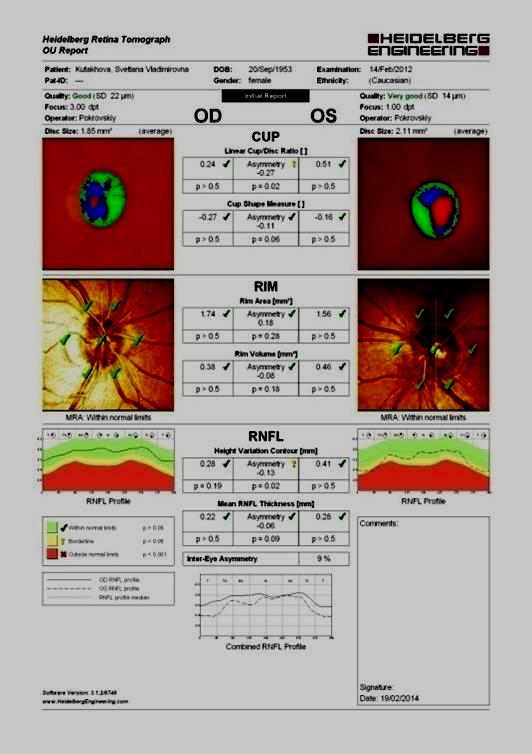 Heidelberg Retina Tomograph
OU Report
HEIDELBERG
ENGINEERING
Patient: Kutakhova, Svetlana Vladimirovna DOB: 20/Sep/1953 Examination: 14/Feb/2012
Pat-ID: --- Gender: female Ethnicity: (Caucasian)
Quality: Good (SD 22 µm) Initial Report Quality: Very good (SD 14 µm)
Focus: 3.00 dpt Focus: 1.00 dpt
Operator: Pokrovskiy OD OS Operator: Pokrovskiy
Disc Size: 1.85 mm² (average) Disc Size: 2.11 mm² (average)
CUP
Linear Cup/Disc Ratio [ ]
0.24 ✔ Asymmetry ? 0.51 ✔
-0.27
p > 0.5 p = 0.02 p > 0.5
Cup Shape Measure [ ]
-0.27 ✔ Asymmetry ✔ -0.16 ✔
-0.11
p > 0.5 p = 0.06 p > 0.5
RIM
Rim Area [mm²]
1.74 ✔ Asymmetry ✔ 1.56 ✔
0.18
p > 0.5 p = 0.28 p > 0.5
Rim Volume [mm³]
0.38 ✔ Asymmetry ✔ 0.46 ✔
-0.08
p > 0.5 p = 0.18 p > 0.5
MRA: Within normal limits MRA: Within normal limits
RNFL
Height Variation Contour [mm]
0.28 ✔ Asymmetry ? 0.41 ✔
-0.13
p = 0.19 p = 0.02 p > 0.5
RNFL Profile RNFL Profile
Mean RNFL Thickness [mm]
0.22 ✔ Asymmetry ✔ 0.28 ✔
-0.06
p > 0.5 p = 0.09 p > 0.5
Inter-Eye Asymmetry 9 %
✔ Within normal limits p > 0.05
? Borderline p < 0.05
✖ Outside normal limits p < 0.001
OD RNFL profile
OS RNFL profile
RNFL profile median
Combined RNFL Profile
Comments:
Signature:
Date: 19/02/2014
Software Version: 3.1.2/5749
www.HeidelbergEngineering.com